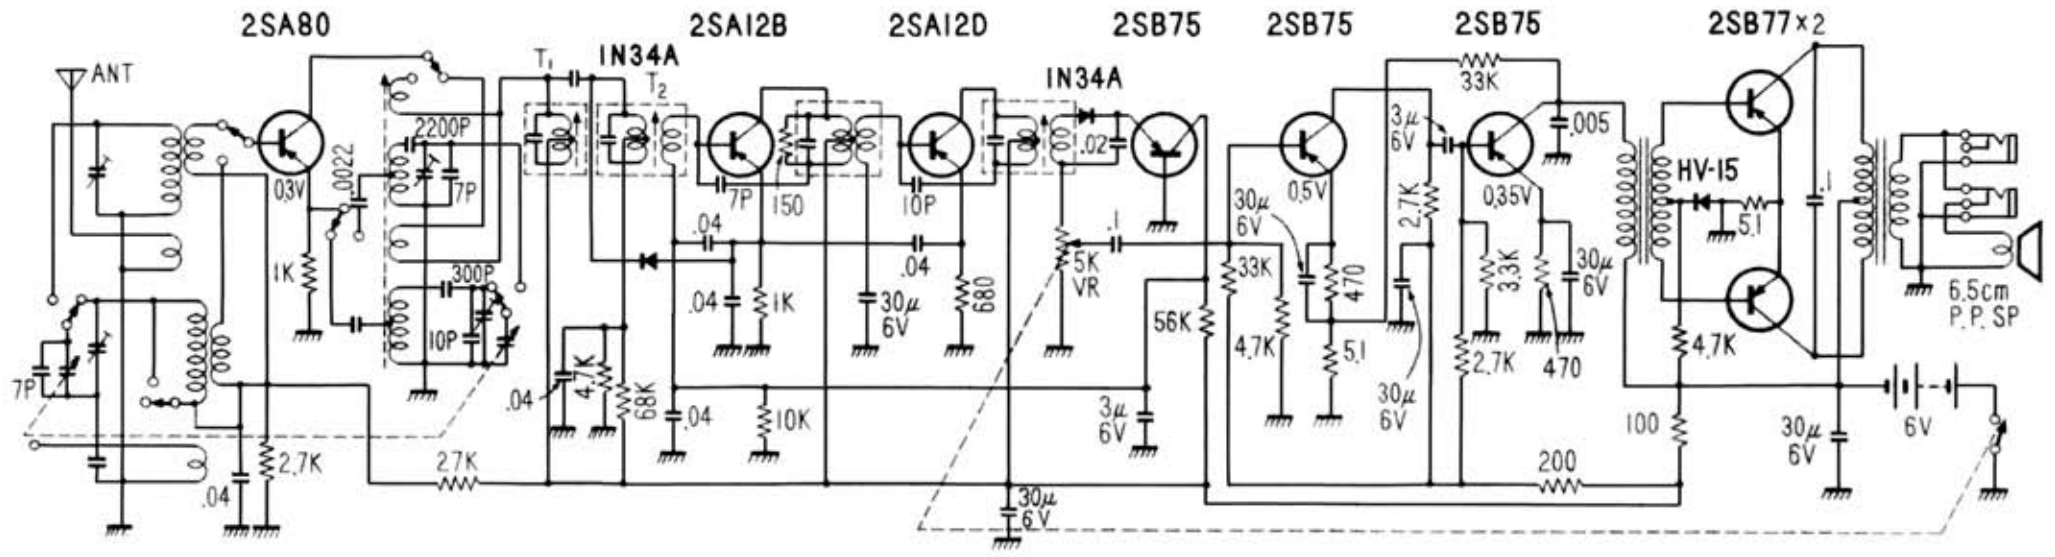 2SA80
1N34A
2SA12B
2SA12D
2SB75
2SB75
2SB75
2SB77×2
ANT
T₁
T₂
1N34A
33K
.005
2200P
.0022
7P
0.3V
7P
150
10P
.02
0.5V
3μ
6V
0.35V
HV-15
5.1
.1
.04
.04
.1
30μ
6V
2.7K
1K
300P
10P
.04
1K
30μ
6V
680
5K
VR
33K
470
3.3K
30μ
6V
6.5cm
P.P. SP
7P
.04
4.7K
68K
.04
10K
3μ
6V
56K
4.7K
5.1
30μ
6V
2.7K
470
4.7K
100
30μ
6V
6V
2.7K
.04
27K
30μ
6V
200